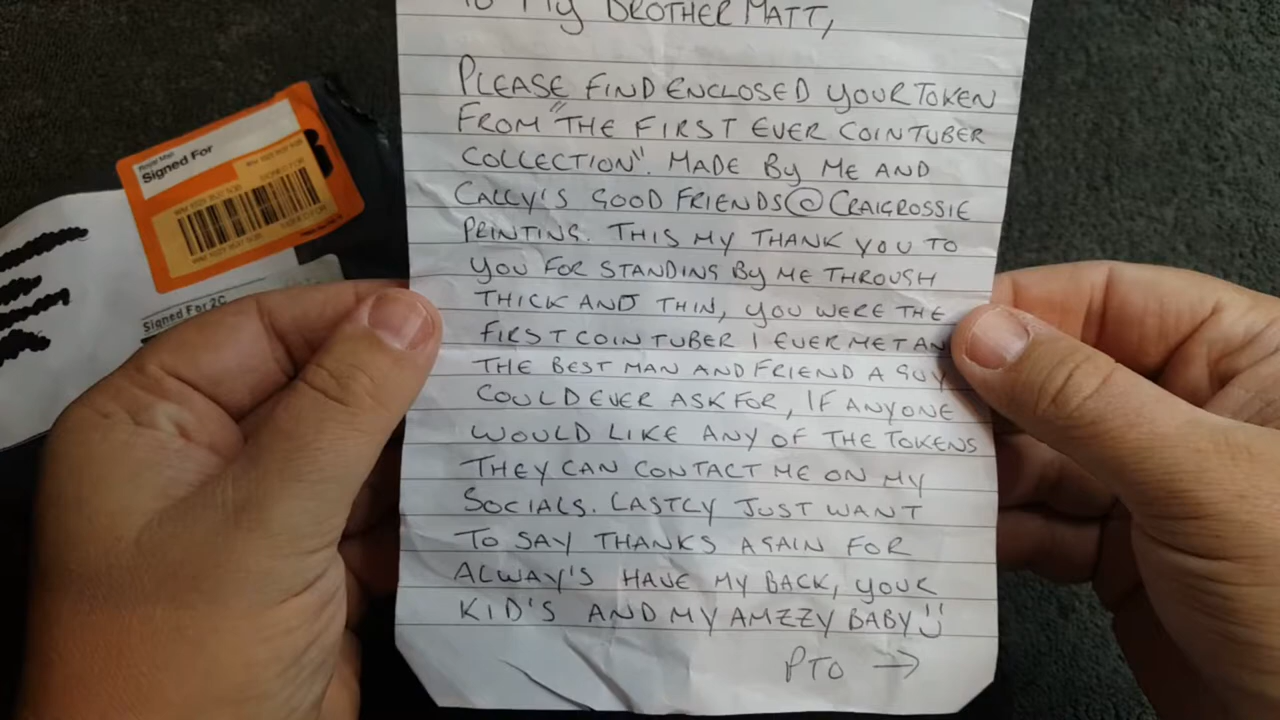 To My BROTHER MATT,
PLEASE FIND ENCLOSED YOUR TOKEN
FROM "THE FIRST EVER COINTUBER
COLLECTION". MADE BY ME AND
CALLY'S GOOD FRIENDS @ CRAIGROSSIE
PRINTING. THIS MY THANK YOU TO
YOU FOR STANDING BY ME THROUGH
THICK AND THIN, YOU WERE THE
FIRST COINTUBER I EVER MET AN
THE BEST MAN AND FRIEND A GUY
COULD EVER ASK FOR, IF ANYONE
WOULD LIKE ANY OF THE TOKENS
THEY CAN CONTACT ME ON MY
SOCIALS. LASTLY JUST WANT
TO SAY THANKS AGAIN FOR
ALWAY'S HAVE MY BACK, YOUR
KID'S AND MY AMZZY BABY
PTO →
Royal Mail
Signed For
Signed For 2C